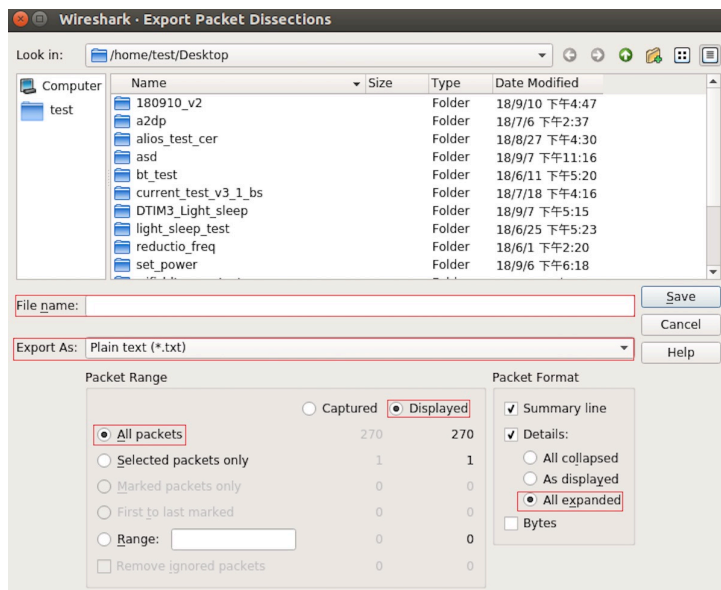 Wireshark · Export Packet Dissections
Look in: /home/test/Desktop
Computer
test
Name Size Type Date Modified
180910_v2 Folder 18/9/10 下午4:47
a2dp Folder 18/7/6 下午2:37
alios_test_cer Folder 18/8/27 下午4:30
asd Folder 18/9/7 下午11:16
bt_test Folder 18/6/11 下午5:20
current_test_v3_1_bs Folder 18/7/18 下午4:16
DTIM3_Light_sleep Folder 18/9/7 下午5:15
light_sleep_test Folder 18/6/25 下午5:23
reductio_freq Folder 18/6/1 下午2:20
set_power Folder 18/9/6 下午6:18
File name: Save
Cancel
Export As: Plain text (*.txt) Help
Packet Range
Captured Displayed
All packets 270 270
Selected packets only 1 1
Marked packets only 0 0
First to last marked 0 0
Range: 0 0
Remove ignored packets 0 0
Packet Format
Summary line
Details:
All collapsed
As displayed
All expanded
Bytes